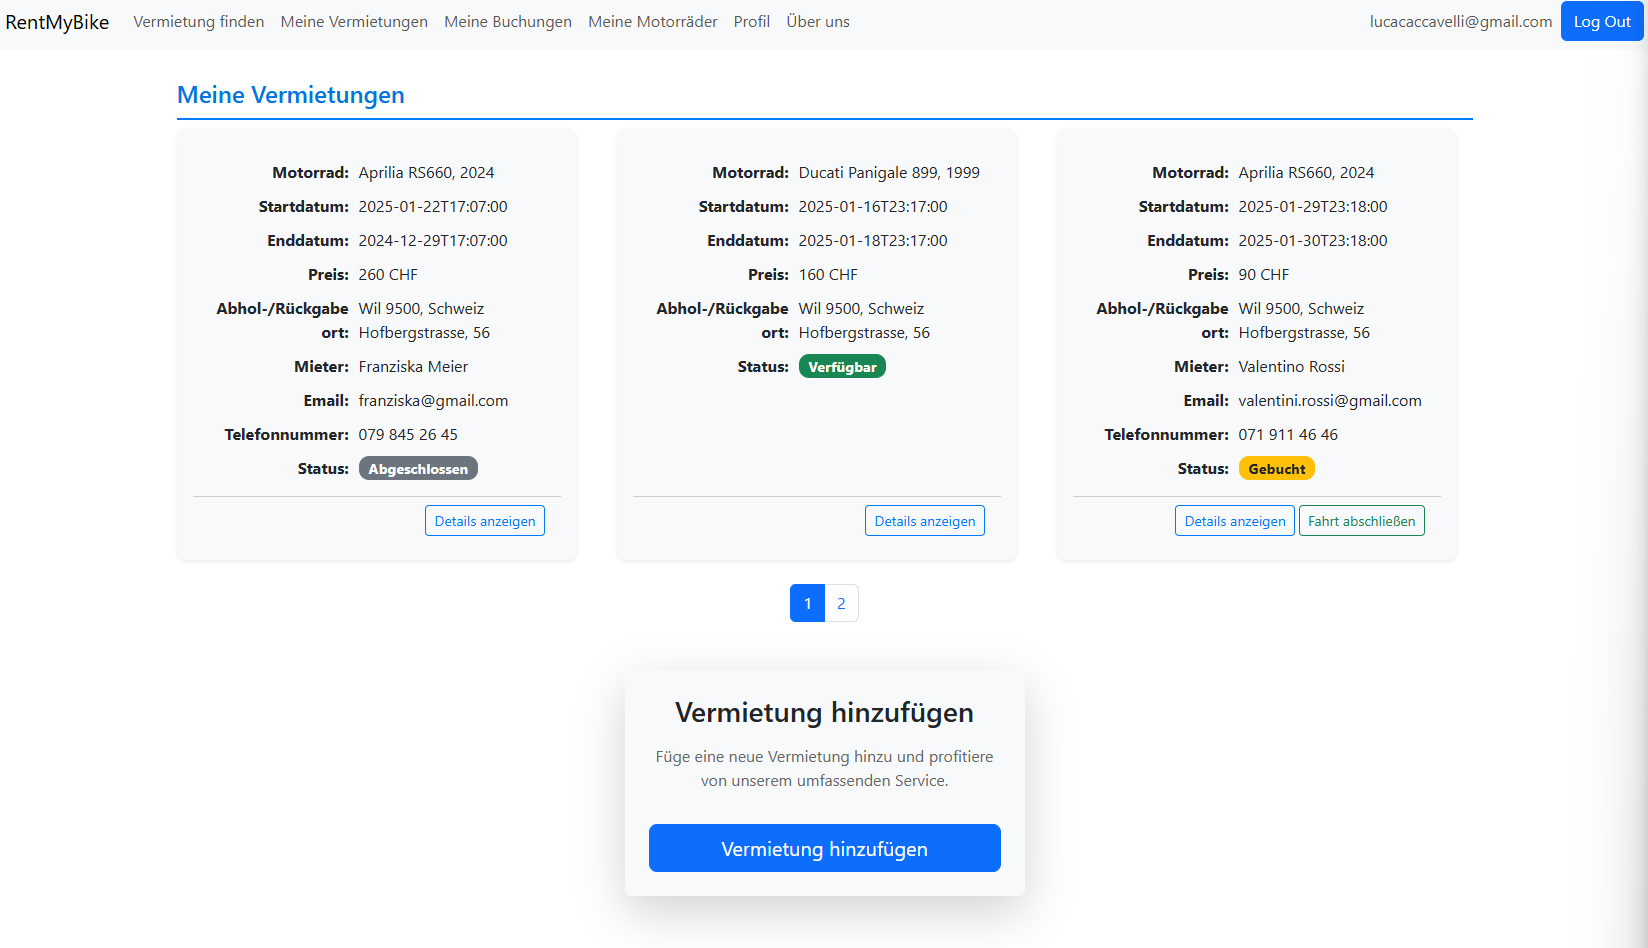 RentMyBike Vermietung finden Meine Vermietungen Meine Buchungen Meine Motorräder Profil Über uns lucacaccavelli@gmail.com Log Out
Meine Vermietungen
Motorrad: Aprilia RS660, 2024
Startdatum: 2025-01-22T17:07:00
Enddatum: 2024-12-29T17:07:00
Preis: 260 CHF
Abhol-/Rückgabe Wil 9500, Schweiz
ort: Hofbergstrasse, 56
Mieter: Franziska Meier
Email: franziska@gmail.com
Telefonnummer: 079 845 26 45
Status: Abgeschlossen
Details anzeigen
Motorrad: Ducati Panigale 899, 1999
Startdatum: 2025-01-16T23:17:00
Enddatum: 2025-01-18T23:17:00
Preis: 160 CHF
Abhol-/Rückgabe Wil 9500, Schweiz
ort: Hofbergstrasse, 56
Status: Verfügbar
Details anzeigen
Motorrad: Aprilia RS660, 2024
Startdatum: 2025-01-29T23:18:00
Enddatum: 2025-01-30T23:18:00
Preis: 90 CHF
Abhol-/Rückgabe Wil 9500, Schweiz
ort: Hofbergstrasse, 56
Mieter: Valentino Rossi
Email: valentini.rossi@gmail.com
Telefonnummer: 071 911 46 46
Status: Gebucht
Details anzeigen Fahrt abschließen
1 2
Vermietung hinzufügen
Füge eine neue Vermietung hinzu und profitiere
von unserem umfassenden Service.
Vermietung hinzufügen